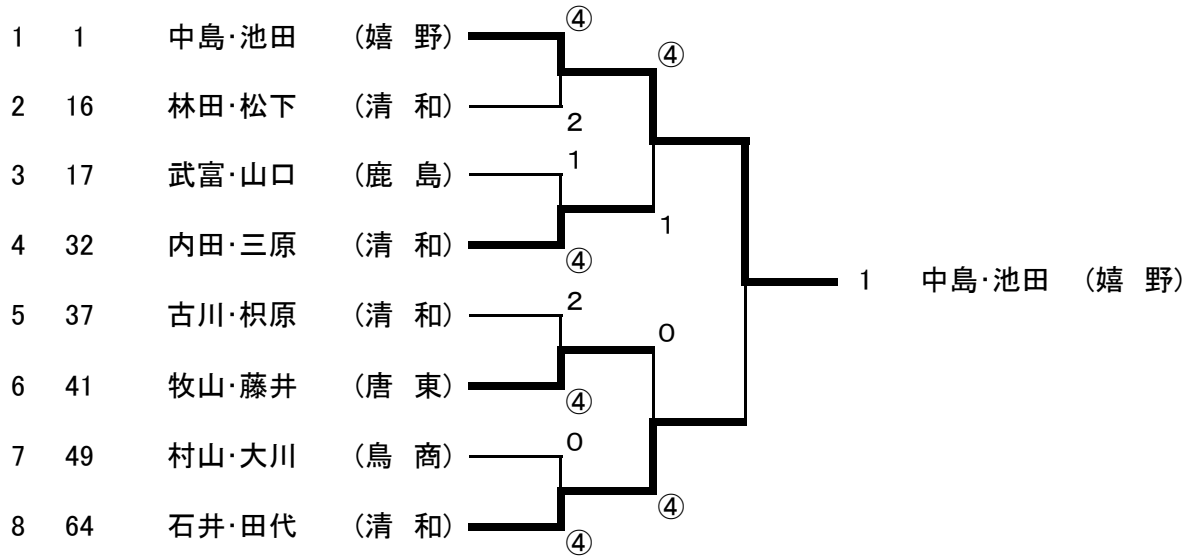 ④
1 1 中島・池田 (嬉 野)
④
2 16 林田・松下 (清 和)
2
1
3 17 武富・山口 (鹿 島)
1
4 32 内田・三原 (清 和)
④
1 中島・池田 (嬉 野)
2
5 37 古川・枳原 (清 和)
0
6 41 牧山・藤井 (唐 東)
④
0
7 49 村山・大川 (鳥 商)
④
8 64 石井・田代 (清 和)
④